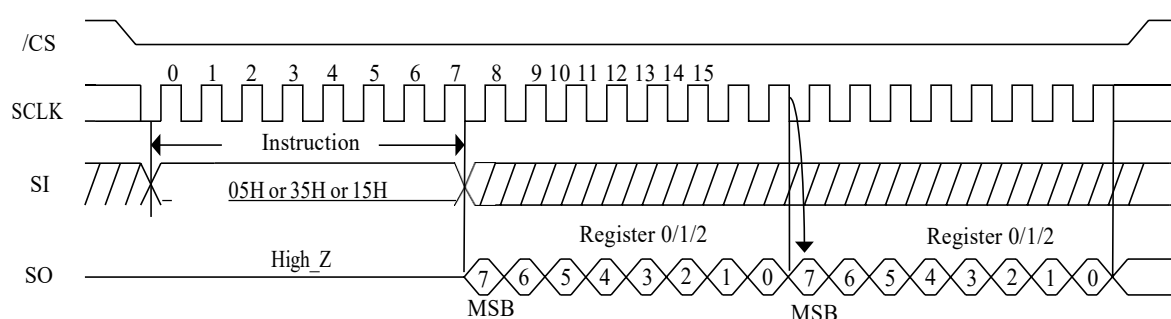 /CS
0 1 2 3 4 5 6 7 8 9 10 11 12 13 14 15
SCLK
Instruction
SI
05H or 35H or 15H
Register 0/1/2 Register 0/1/2
High_Z
SO
7 6 5 4 3 2 1 0 7 6 5 4 3 2 1 0
MSB MSB